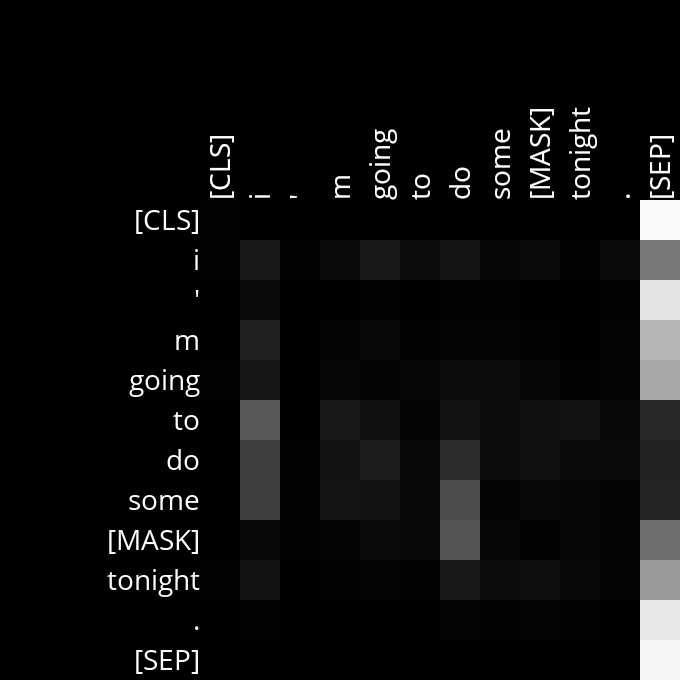 [CLS] i ' m going to do some [MASK] tonight . [SEP]
[CLS]
i
'
m
going
to
do
some
[MASK]
tonight
.
[SEP]